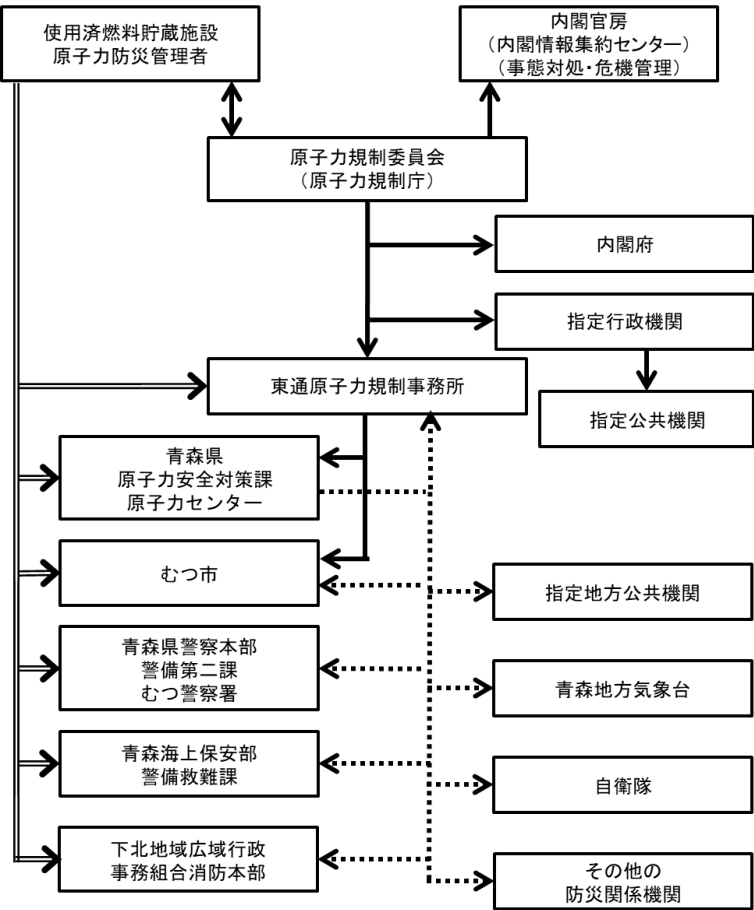 使用済燃料貯蔵施設
原子力防災管理者
内閣官房
（内閣情報集約センター）
（事態対処・危機管理）
原子力規制委員会
（原子力規制庁）
内閣府
指定行政機関
東通原子力規制事務所
指定公共機関
青森県
原子力安全対策課
原子力センター
むつ市
指定地方公共機関
青森県警察本部
警備第二課
むつ警察署
青森地方気象台
青森海上保安部
警備救難課
自衛隊
下北地域広域行政
事務組合消防本部
その他の
防災関係機関